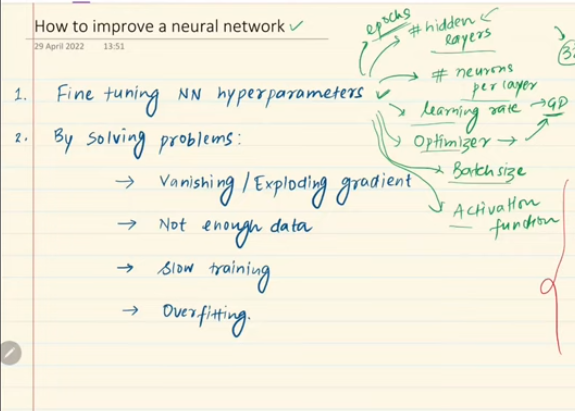 How to improve a neural network ✓
29 April 2022 13:51
epochs
# hidden layers
# neurons per layer
learning rate → GD
Optimizer →
Batch size
Activation function
1. Fine tuning NN hyperparameters
2. By solving problems:
→ Vanishing / Exploding gradient
→ Not enough data
→ Slow training
→ Overfitting.